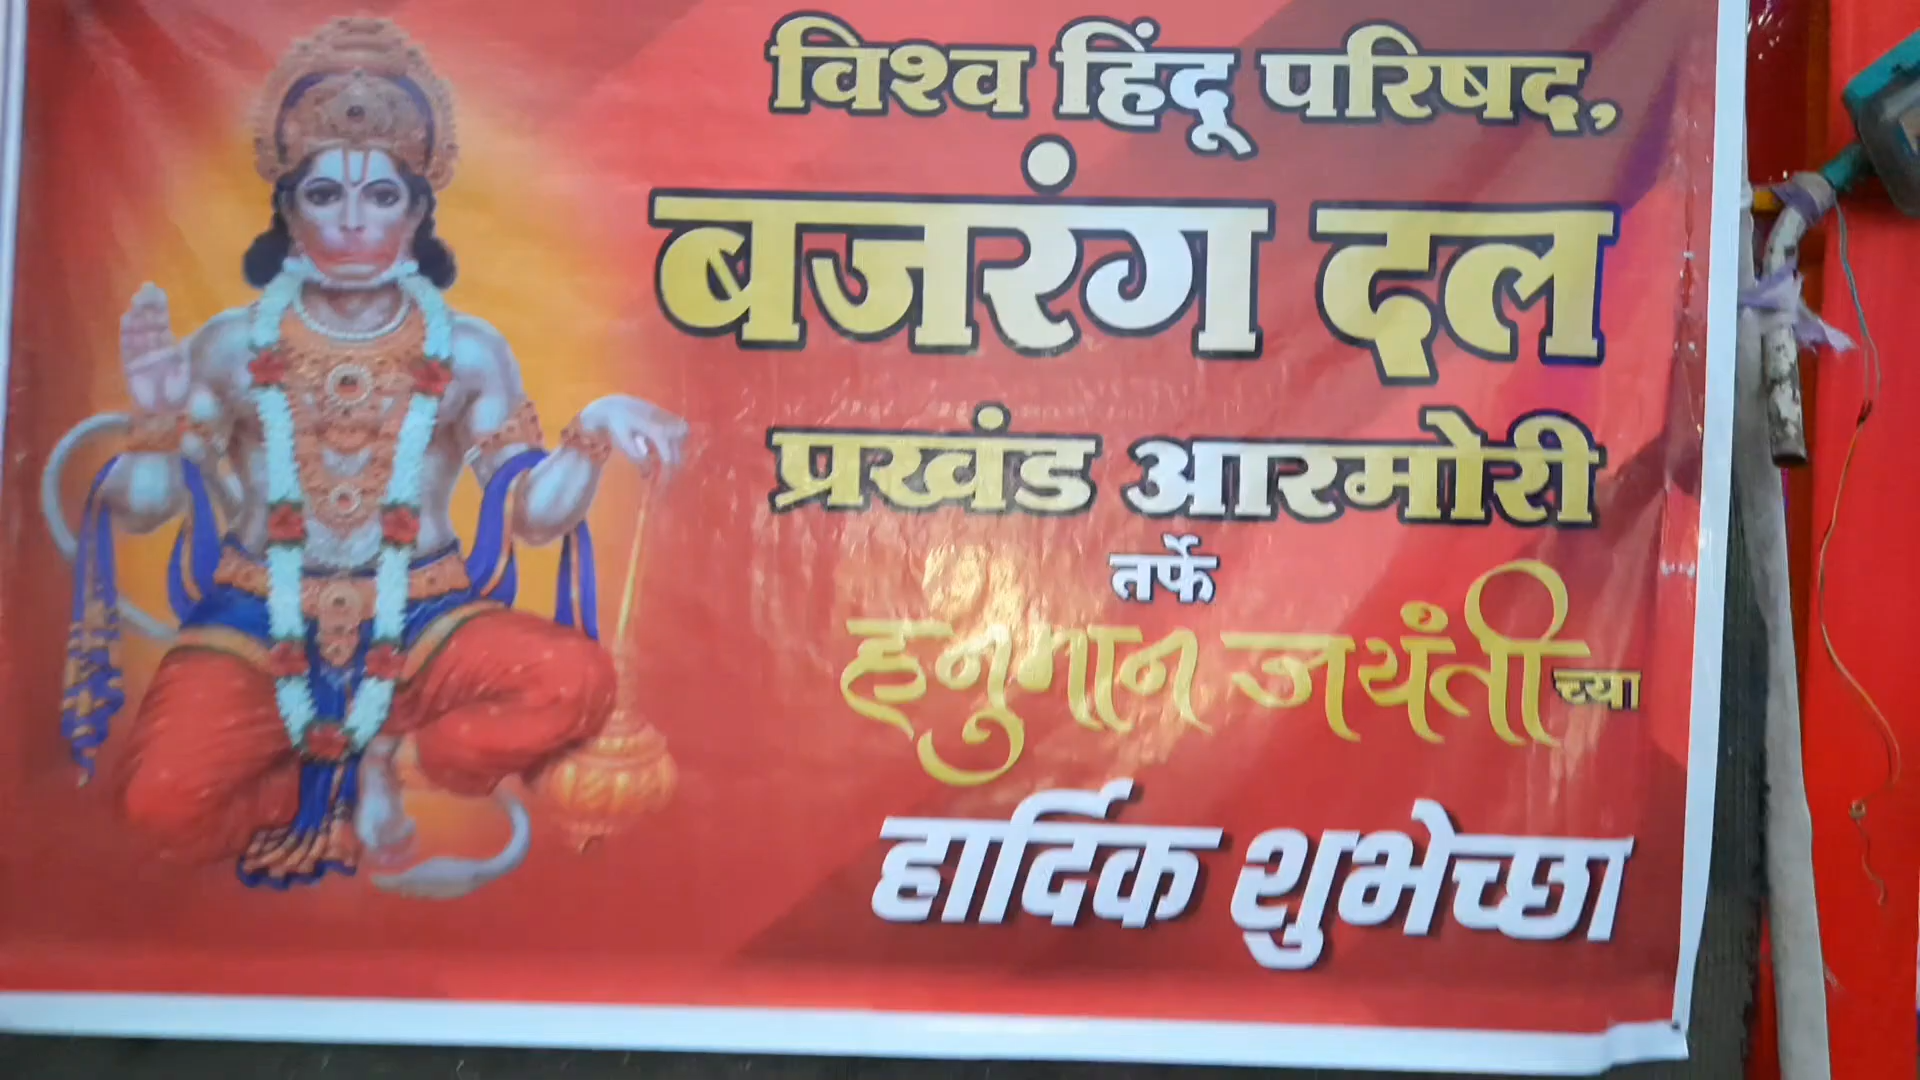 विश्व हिंदू परिषद,
बजरंग दल
प्रखंड आरमोरी
तर्फे
हनुमान जयंतीच्या
हार्दिक शुभेच्छा